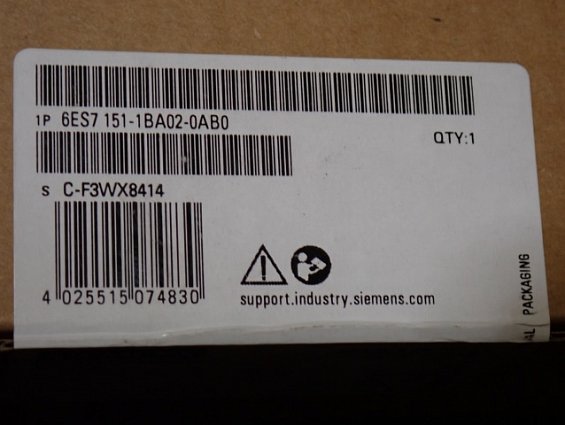 1P 6ES7 151-1BA02-0AB0
QTY:1
S C-F3WX8414
4 025515 074830
support.industry.siemens.com
PACKAGING